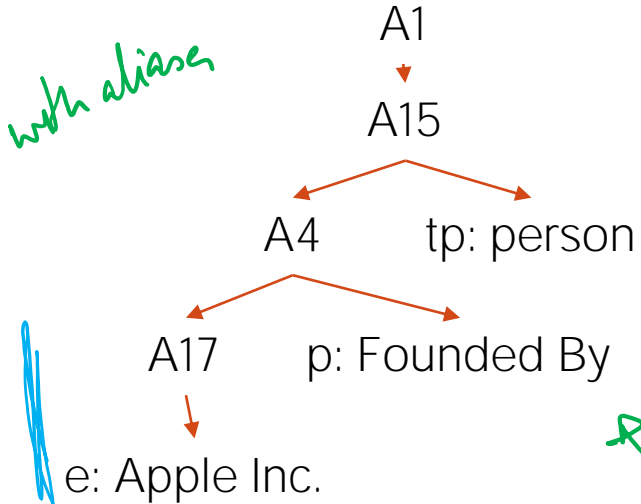 A1
with aliases
A15
A4 tp: person
A17 p: Founded By
e: Apple Inc.